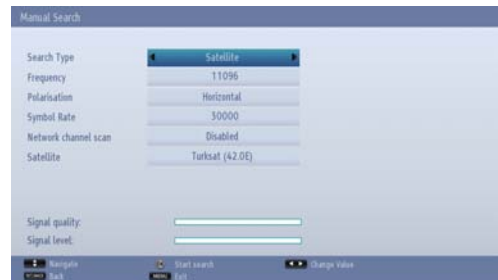 Manual Search
Search Type Satellite
Frequency 11096
Polarisation Horizontal
Symbol Rate 30000
Network channel scan Disabled
Satellite Turksat (42.0E)
Signal quality:
Signal level:
Navigate Start search Change Value
Back MENU Exit